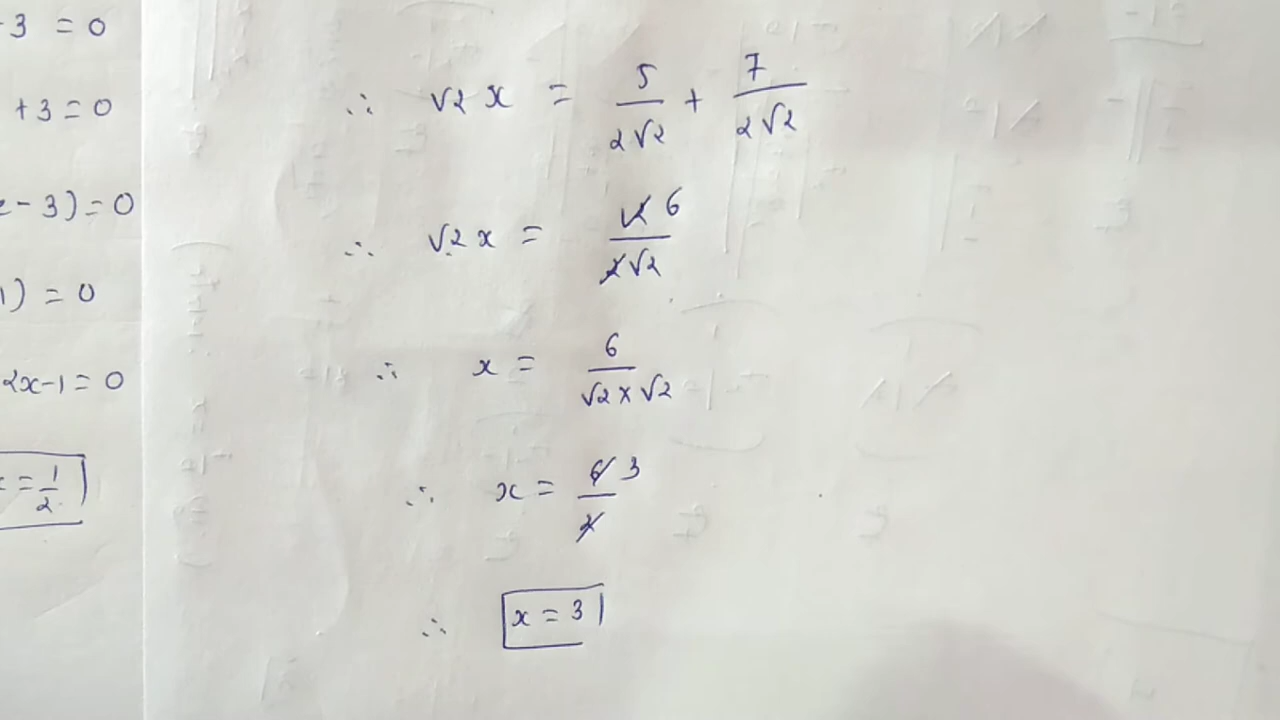 -3 = 0
+3=0
-3)=0
1) = 0
2x-1=0
x=1/2
∴ √2 x = 5/2√2 + 7/2√2
∴ √2 x = 12 6/2√2
∴ x = 6/√2×√2
∴ x = 6 3/2
∴ x = 3